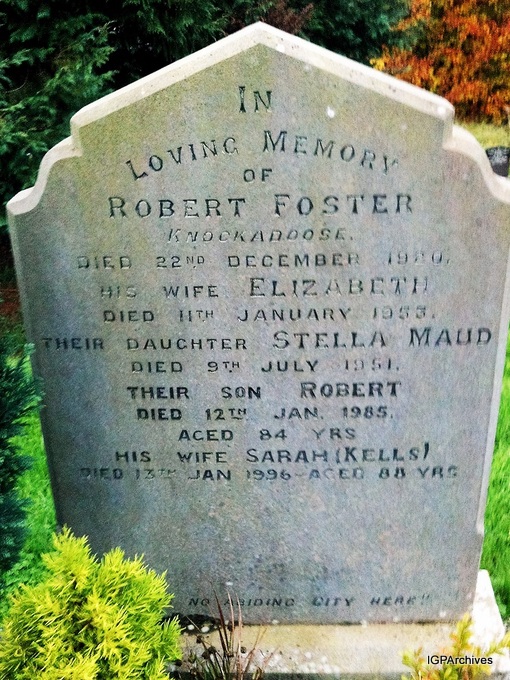 IN
LOVING MEMORY
OF
ROBERT FOSTER
KNOCKADOOSE.
DIED 22ND DECEMBER
HIS WIFE ELIZABETH
DIED 11TH JANUARY 1953.
THEIR DAUGHTER STELLA MAUD
DIED 9TH JULY 1951.
THEIR SON ROBERT
DIED 12TH JAN. 1985.
AGED 84 YRS
HIS WIFE SARAH (KELLS)
DIED 13TH JAN 1996 - AGED 88 YRS
NO ABIDING CITY HERE"
IGPArchives